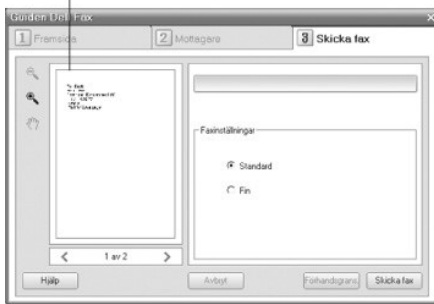 Guiden Dell Fax
1 Framsida
2 Mottagare
3 Skicka fax
Faxinställningar
Standard
Fin
1 av 2
Hjälp
Avbryt
Förhandsgrans.
Skicka fax